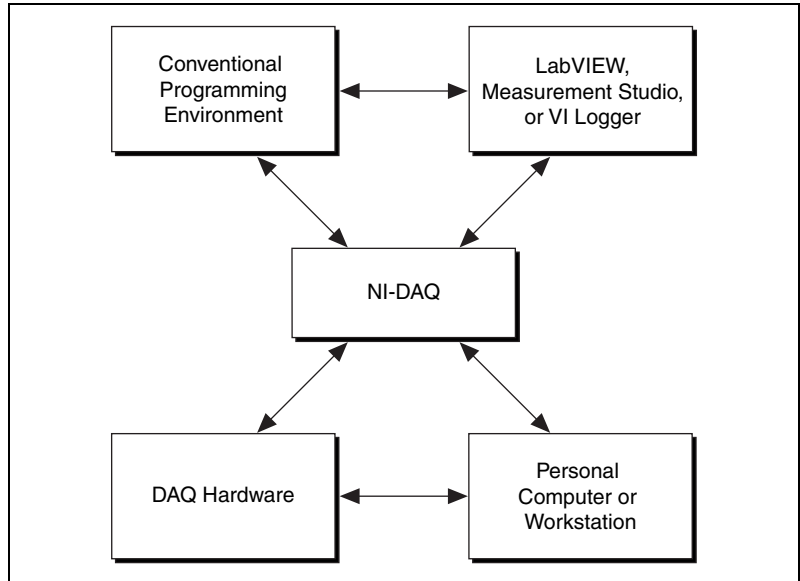 Conventional
Programming
Environment
LabVIEW,
Measurement Studio,
or VI Logger
NI-DAQ
DAQ Hardware
Personal
Computer or
Workstation